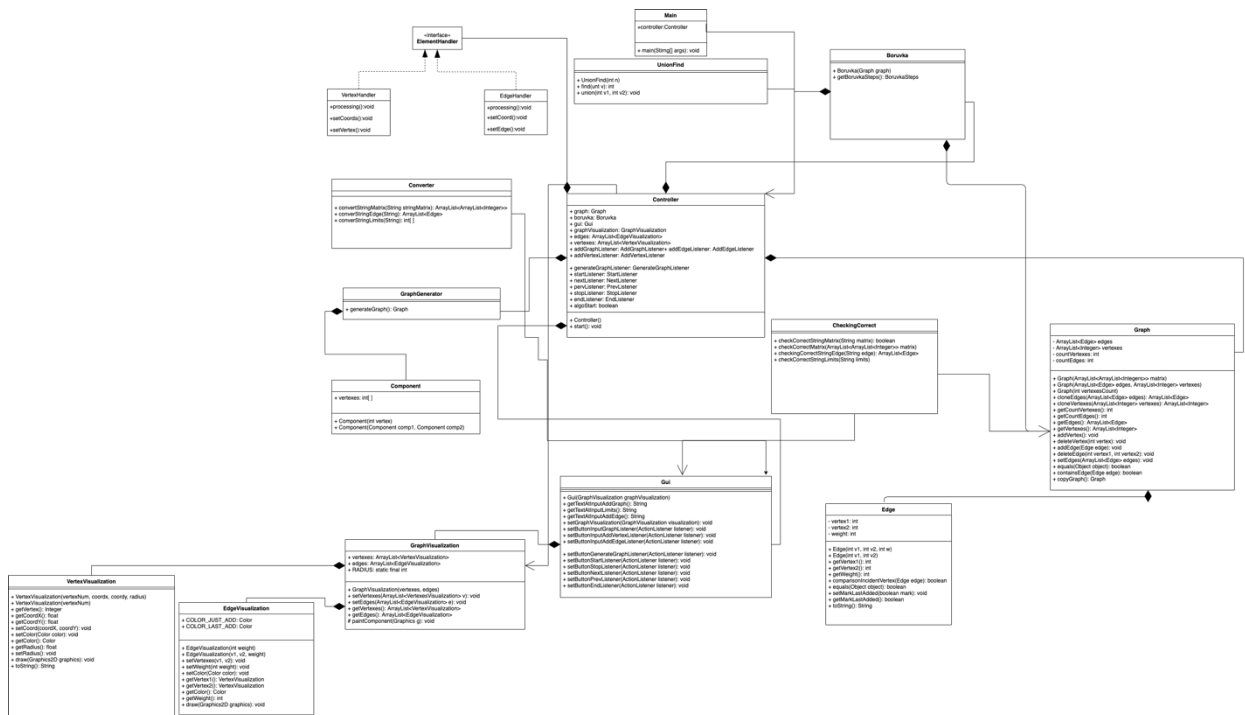 Main
+controller:Controller
+ main(Stirng[] args): void
«interface»
ElementHandler
UnionFind
+ UnionFind(int n)
+ find(unt v): int
+ union(int v1, int v2): void
Boruvka
+ Boruvka(Graph graph)
+ getBoruvkaSteps(): BoruvkaSteps
VertexHandler
+processing():void
+setCoords():void
+setVertex():void
EdgeHandler
+processing():void
+setCoord():void
+setEdge():void
Converter
+ convertStringMatrix(String stringMatrix): ArrayList<ArrayList<Integer>>
+ converStringEdge(String): ArrayList<Edge>
+ converStringLimits(String): int[ ]
Controller
+ graph: Graph
+ boruvka: Boruvka
+ gui: Gui
+ graphVisualization: GraphVisualization
+ edges: ArrayList<EdgeVisualization>
+ vertexes: ArrayList<VertexVisualization>
+ addGraphListener: AddGraphListener+ addEdgeListener: AddEdgeListener
+ addVertexListener: AddVertexListener
+ generateGraphListener: GenerateGraphListener
+ startListener: StartListener
+ nextListener: NextListener
+ pervListener: PrevListener
+ stopListener: StopListener
+ endListener: EndListener
+ algoStart: boolean
+ Controller()
+ start(): void
GraphGenerator
+ generateGraph(): Graph
Component
+ vertexes: int[ ]
+ Component(int vertex)
+ Component(Component comp1, Component comp2)
CheckingCorrect
+ checkCorrectStringMatrix(String matrix): boolean
+ checkCorrectMatrix(ArrayList<ArrayList<Integer>> matrix)
+ checkingCorrectStringEdge(String edge): ArrayList<Edge>
+ checkCorrectStringLimits(String limits)
Graph
- ArrayList<Edge> edges
- ArrayList<Integer> vertexes
- countVertexes: int
- countEdges: int
+ Graph(ArrayList<ArrayList<Integers>> matrix)
+ Graph(ArrayList<Edge> edges, ArrayList<Integer> vertexes)
+ Graph(int vertexesCount)
+ cloneEdges(ArrayList<Edge> edges): ArrayList<Edge>
+ cloneVertexes(ArrayList<Integer> vertexes): ArrayList<Integer>
+ getCountVertexes(): int
+ getCountEdges(): int
+ getEdges(): ArrayList<Edge>
+ getVertexes(): ArrayList<Integer>
+ addVertex(): void
+ deleteVertex(int vertex): void
+ addEdge(Edge edge): void
+ deleteEdge(int vertex1, int vertex2): void
+ setEdges(ArrayList<Edge> edges): void
+ equals(Object object): boolean
+ containsEdge(Edge edge): boolean
+ copyGraph(): Graph
Gui
+ Gui(GraphVisualization graphVisualization)
+ getTextAtInputAddGraph(): String
+ getTextAtInputLimits(): String
+ getTextAtInputAddEdge(): String
+ setGraphVisualization(GraphVisualization visualization): void
+ setButtonInputGraphListener(ActionListener listener): void
+ setButtonInputAddVertexListener(ActionListener listener): void
+ setButtonInputAddEdgeListener(ActionListener listener): void
+ setButtonGenerateGraphListener(ActionListener listener): void
+ setButtonStartListener(ActionListener listener): void
+ setButtonStopListener(ActionListener listener): void
+ setButtonNextListener(ActionListener listener): void
+ setButtonPrevListener(ActionListener listener): void
+ setButtonEndListener(ActionListener listener): void
Edge
- vertex1: int
- vertex2: int
- weight: int
+ Edge(int v1, int v2, int w)
+ Edge(int v1, int v2)
+ getVertex1(): int
+ getVertex2(): int
+ getWeight(): int
+ comparisonIncidentVertex(Edge edge): boolean
+ equals(Object object): boolean
+ setMarkLastAdded(boolean mark): void
+ getMarkLastAdded(): boolean
+ toString(): String
GraphVisualization
+ vertexes: ArrayList<VertexVisualization>
+ edges: ArrayList<EdgeVisualization>
+ RADIUS: static final int
+ GraphVisualization(vertexes, edges)
+ setVertexes(ArrayList<VertexesVisualization> v): void
+ setEdges(ArrayList<EdgeVisualization> e): void
+ getVertexes(): ArrayList<VertexVisualization>
+ getEdges(): ArrayList<EdgeVisualization>
# paintComponent(Graphics g): void
VertexVisualization
+ VertexVisualization(vertexNum, coordx, coordy, radius)
+ VertexVisualization(vertexNum)
+ getVertex(): Integer
+ getCoordX(): float
+ getCoordY(): float
+ setCoord(coordX, coordY): void
+ setColor(Color color): void
+ getColor(): Color
+ getRadius(): float
+ setRadius(): void
+ draw(Graphics2D graphics): void
+ toString(): String
EdgeVisualization
+ COLOR_JUST_ADD: Color
+ COLOR_LAST_ADD: Color
+ EdgeVisualization(int weight)
+ EdgeVisualization(v1, v2, weight)
+ setVertexes(v1, v2): void
+ setWeight(int weight): void
+ setColor(Color color): void
+ getVertex1(): VertexVisualization
+ getVertex2(): VertexVisualization
+ getColor(): Color
+ getWeight(): int
+ draw(Graphics2D graphics): void